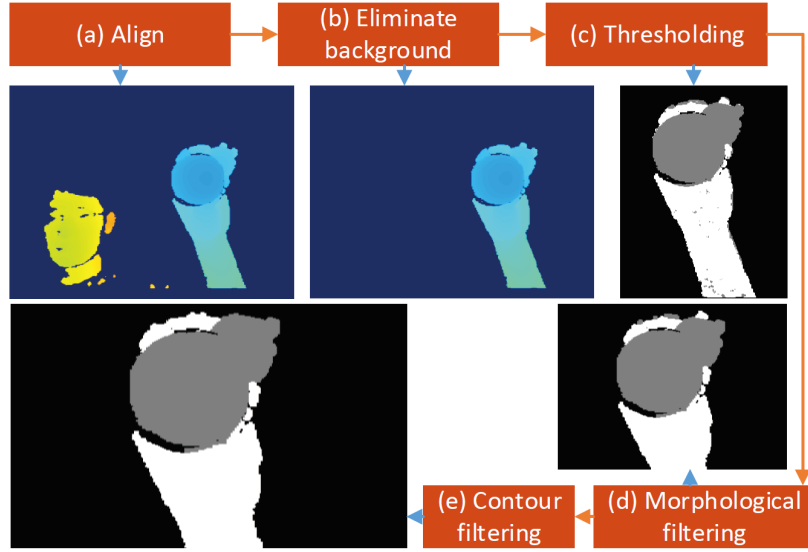 (a) Align
(b) Eliminate
background
(c) Thresholding
(e) Contour
filtering
(d) Morphological
filtering